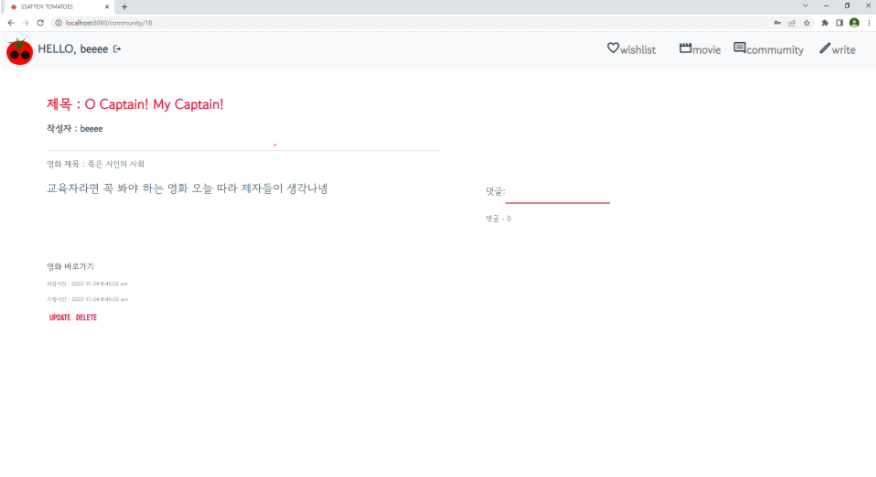 SSATTEN TOMATOES
localhost:8080/community/18
HELLO, beeee
wishlist movie commumity write
제목 : O Captain! My Captain!
작성자 : beeee
영화 제목 : 죽은 시인의 사회
교육자라면 꼭 봐야 하는 영화 오늘 따라 제자들이 생각나넴
댓글:
댓글 - 0
영화 바로가기
작성시간 : 2022-11-24 8:45:02 am
수정시간 : 2022-11-24 8:45:02 am
UPDATE DELETE